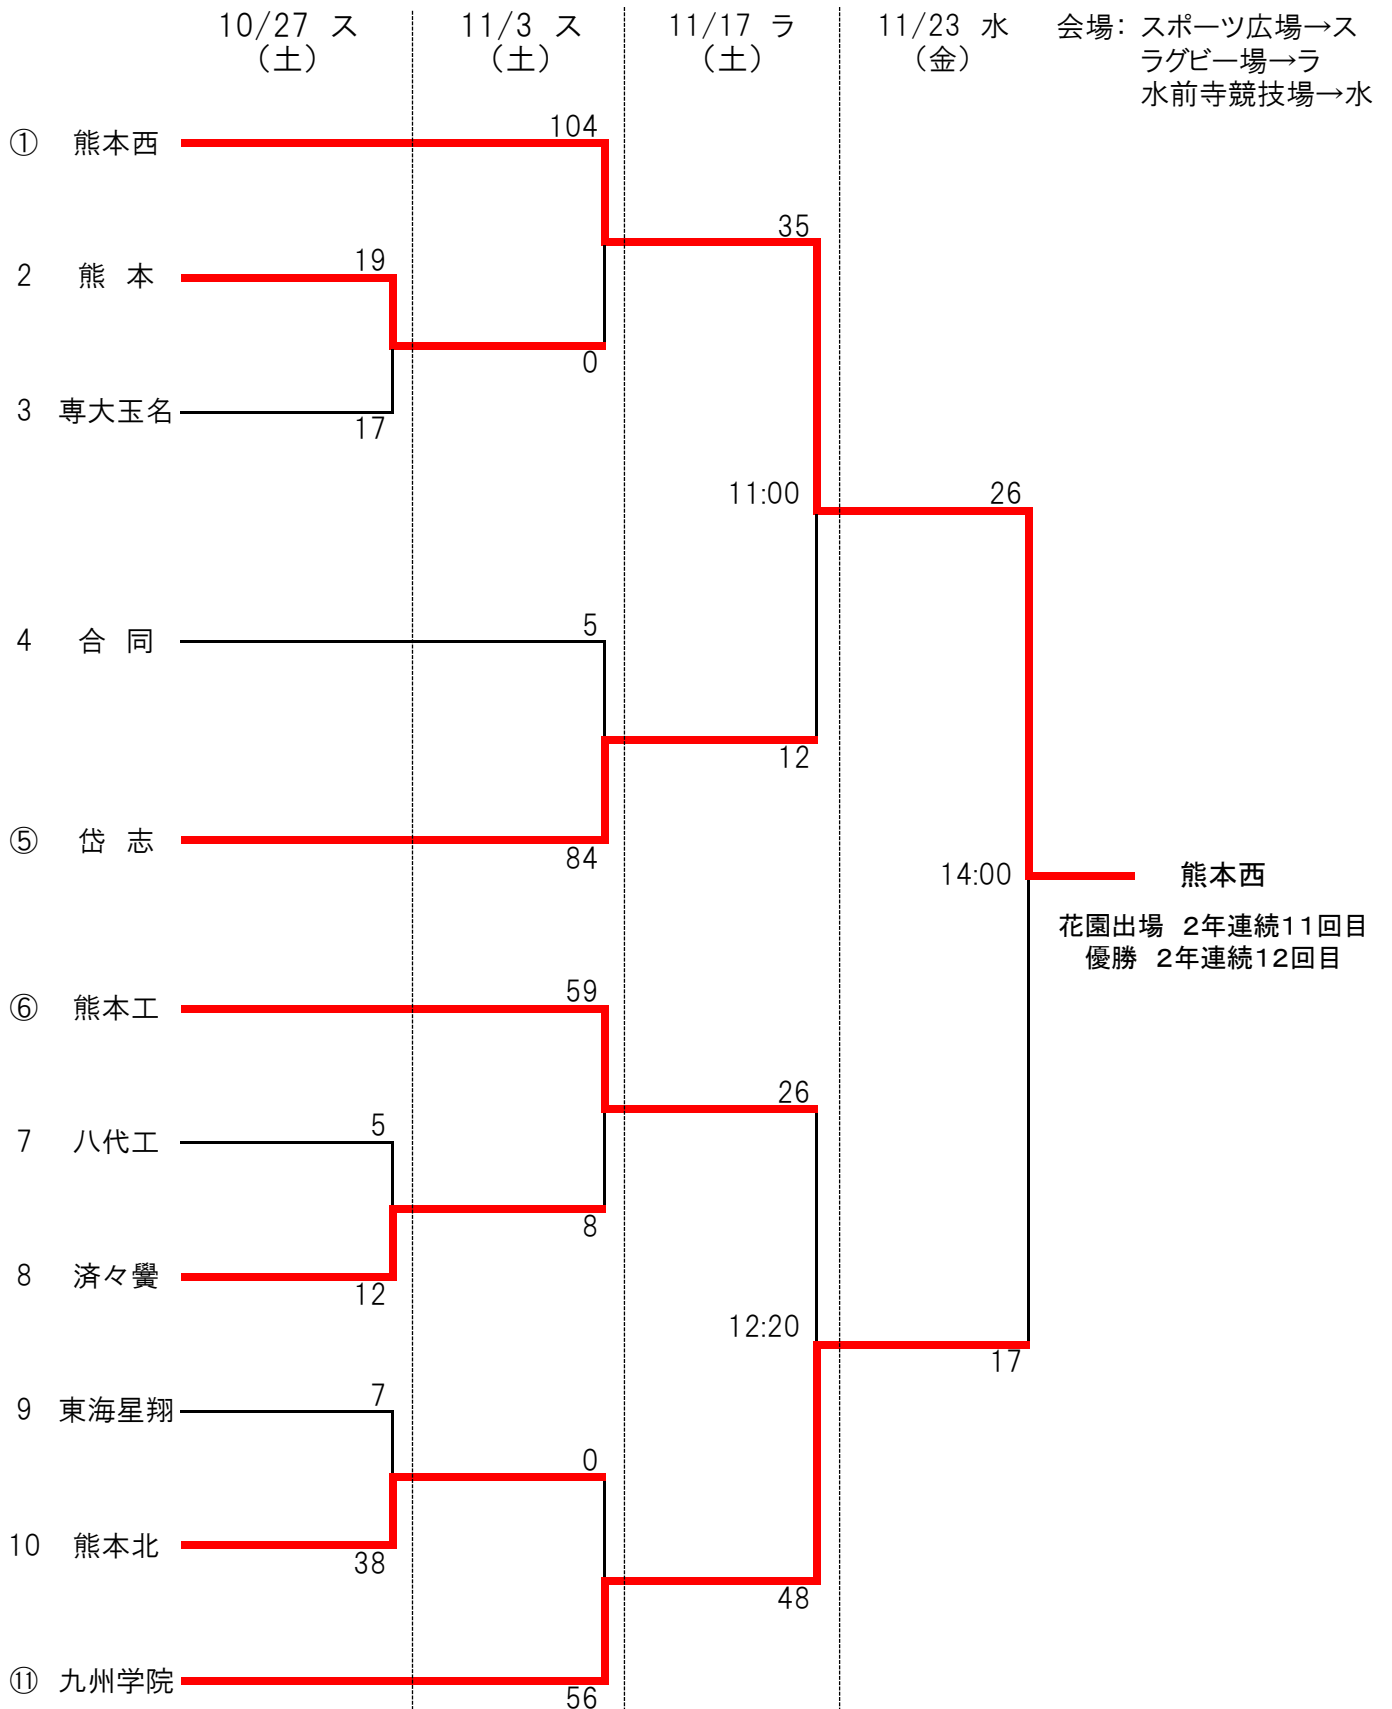 10/27 ス
（土）
11/3 ス
（土）
11/17 ラ
（土）
11/23 水
（金）
会場: スポーツ広場→ス
ラグビー場→ラ
水前寺競技場→水
① 熊本西
104
35
2 熊 本
19
0
3 専大玉名
17
11:00
26
4 合 同
5
12
⑤ 岱 志
84
14:00
熊本西
花園出場 2年連続11回目
優勝 2年連続12回目
⑥ 熊本工
59
26
7 八代工
5
8
8 済々黌
12
12:20
17
9 東海星翔
7
0
10 熊本北
38
48
⑪ 九州学院
56